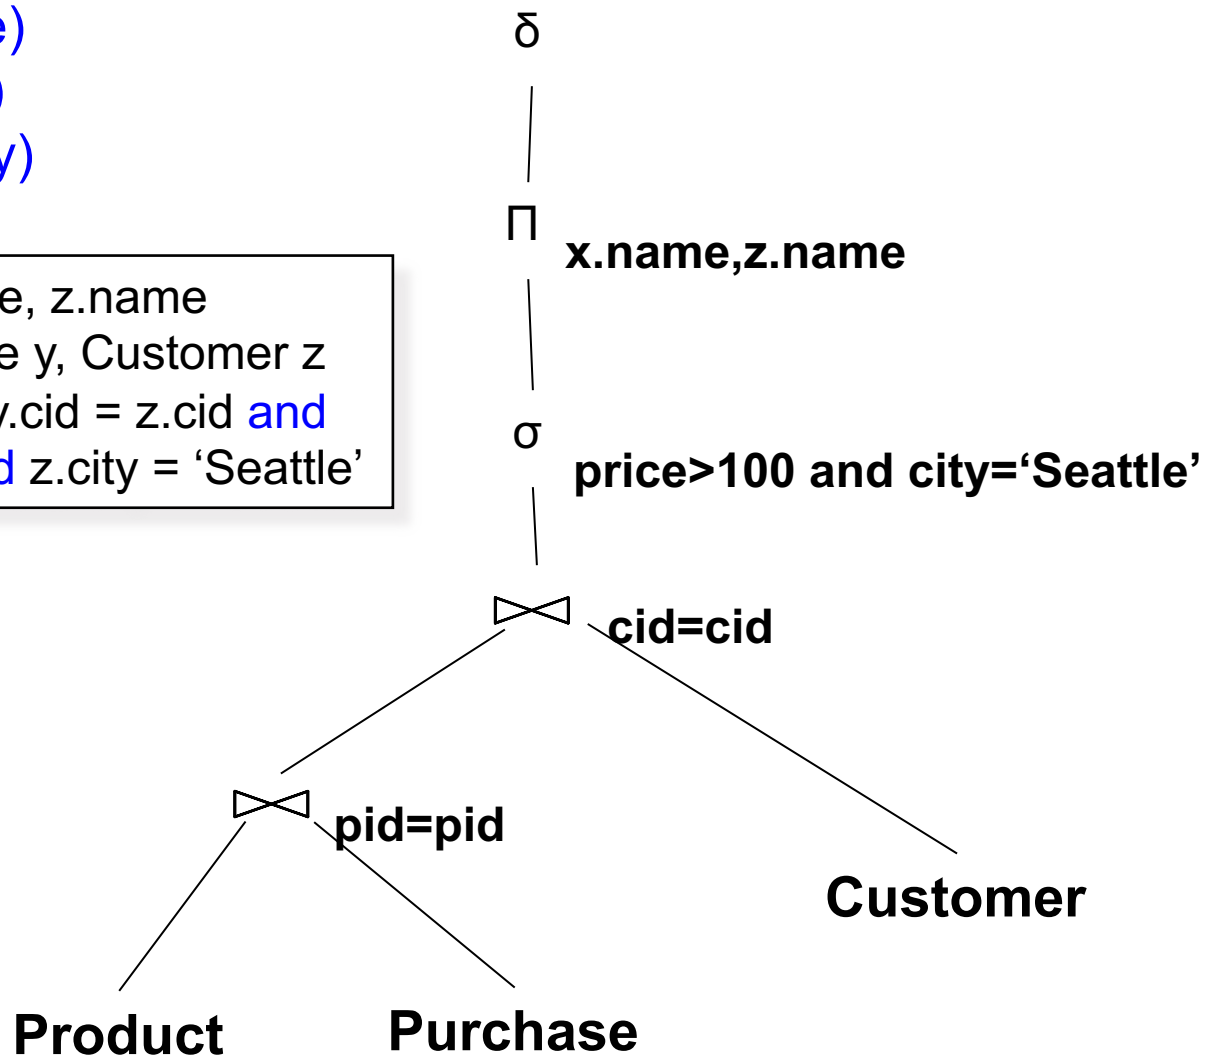 e)
)
y)
e, z.name
e y, Customer z
y.cid = z.cid and
d z.city = ‘Seattle’
δ
Π
x.name,z.name
σ
price>100 and city=‘Seattle’
cid=cid
pid=pid
Customer
Product
Purchase